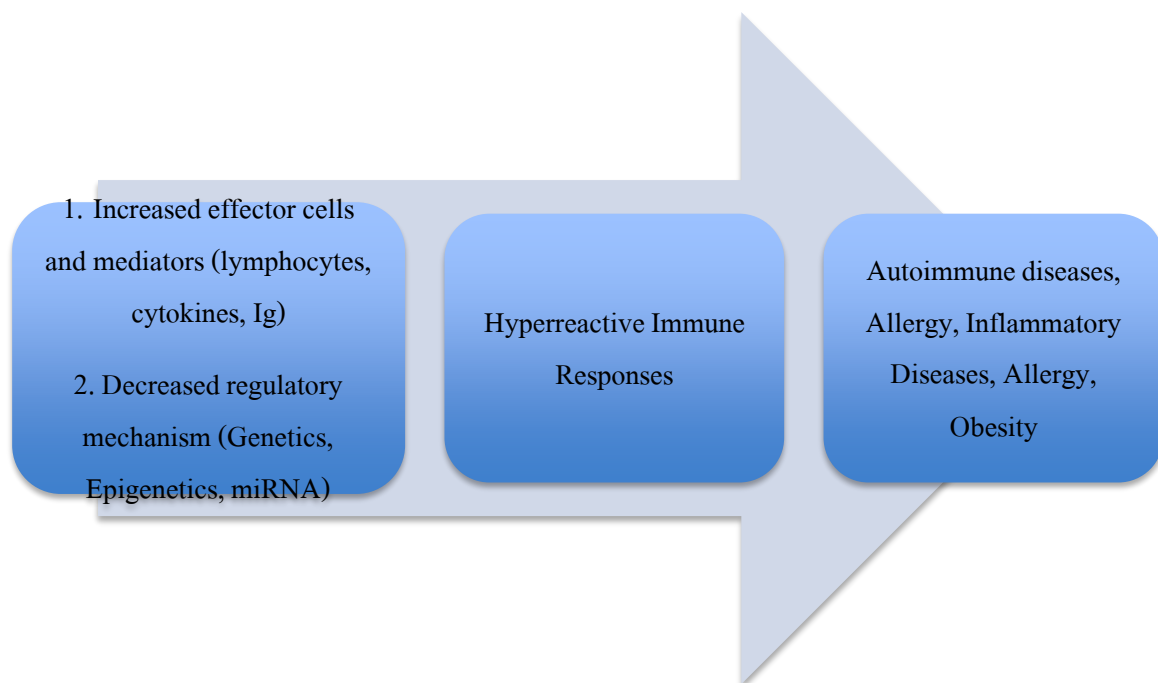 1. Increased effector cells
and mediators (lymphocytes,
cytokines, Ig)
2. Decreased regulatory
mechanism (Genetics,
Epigenetics, miRNA)
Hyperreactive Immune
Responses
Autoimmune diseases,
Allergy, Inflammatory
Diseases, Allergy,
Obesity